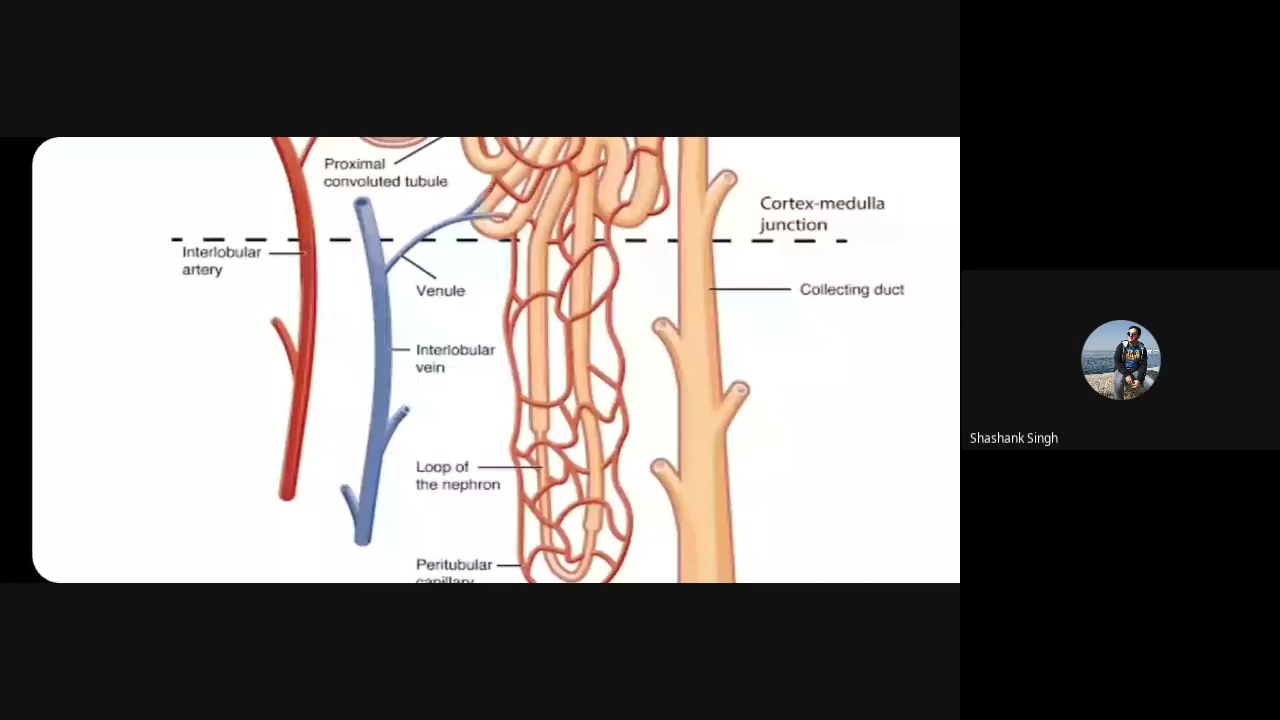 Proximal
convoluted tubule
Cortex-medulla
junction
Interlobular
artery
Venule
Collecting duct
Interlobular
vein
Loop of
the nephron
Peritubular
capillary
Shashank Singh